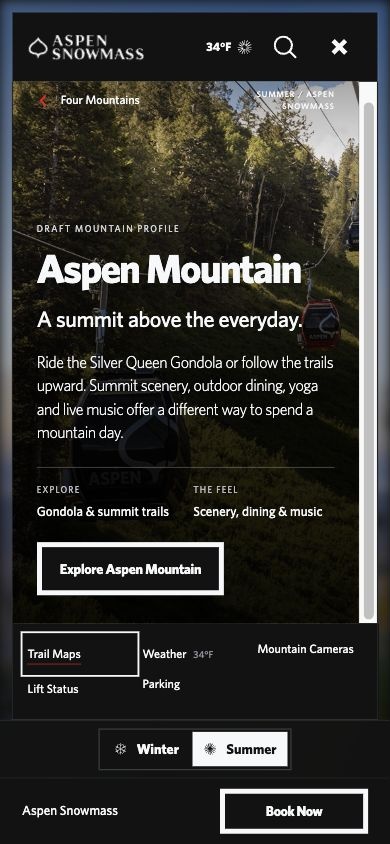 ASPEN
SNOWMASS
34°F
Four Mountains
SUMMER / ASPEN
SNOWMASS
DRAFT MOUNTAIN PROFILE
Aspen Mountain
A summit above the everyday.
Ride the Silver Queen Gondola or follow the trails
upward. Summit scenery, outdoor dining, yoga
and live music offer a different way to spend a
mountain day.
ASPEN
EXPLORE
Gondola & summit trails
THE FEEL
Scenery, dining & music
Explore Aspen Mountain
Trail Maps
Weather 34°F
Mountain Cameras
Lift Status
Parking
Winter
Summer
Aspen Snowmass
Book Now